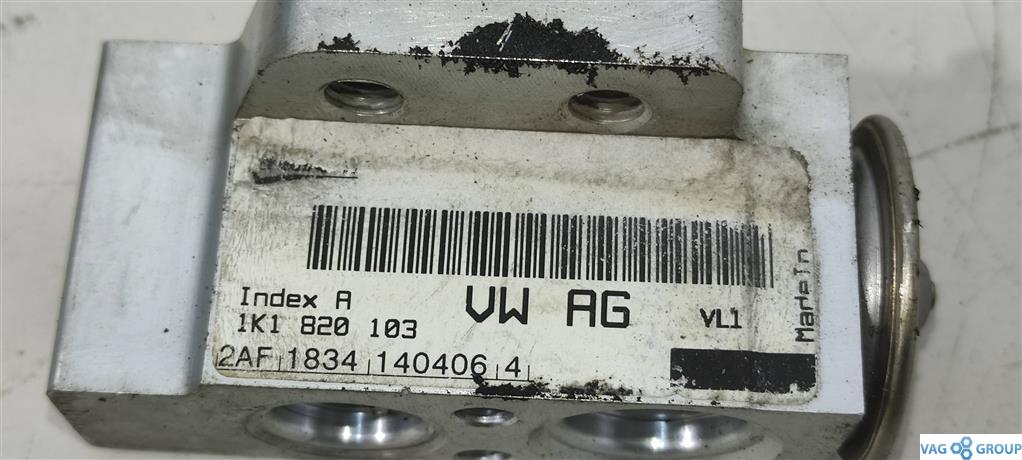 Index A
VW AG
VL1
1K1 820 103
2AF 1834 140406 4
Made In
VAG GROUP